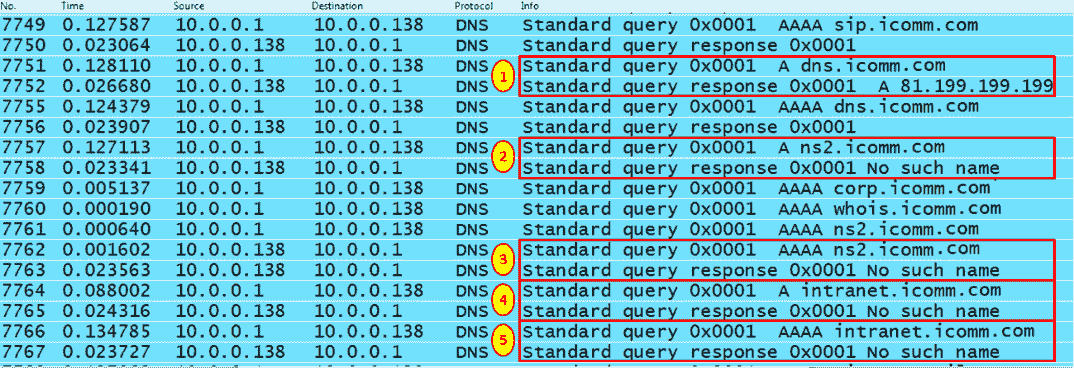 No. Time Source Destination Protocol Info
7749 0.127587 10.0.0.1 10.0.0.138 DNS Standard query 0x0001 AAAA sip.icomm.com
7750 0.023064 10.0.0.138 10.0.0.1 DNS Standard query response 0x0001
7751 0.128110 10.0.0.1 10.0.0.138 DNS 1 Standard query 0x0001 A dns.icomm.com
7752 0.026680 10.0.0.138 10.0.0.1 DNS Standard query response 0x0001 A 81.199.199.199
7755 0.124379 10.0.0.1 10.0.0.138 DNS Standard query 0x0001 AAAA dns.icomm.com
7756 0.023907 10.0.0.138 10.0.0.1 DNS Standard query response 0x0001
7757 0.127113 10.0.0.1 10.0.0.138 DNS 2 Standard query 0x0001 A ns2.icomm.com
7758 0.023341 10.0.0.138 10.0.0.1 DNS Standard query response 0x0001 No such name
7759 0.005137 10.0.0.1 10.0.0.138 DNS Standard query 0x0001 AAAA corp.icomm.com
7760 0.000190 10.0.0.1 10.0.0.138 DNS Standard query 0x0001 AAAA whois.icomm.com
7761 0.000640 10.0.0.1 10.0.0.138 DNS Standard query 0x0001 AAAA ns2.icomm.com
7762 0.001602 10.0.0.138 10.0.0.1 DNS 3 Standard query 0x0001 AAAA ns2.icomm.com
7763 0.023563 10.0.0.138 10.0.0.1 DNS Standard query response 0x0001 No such name
7764 0.088002 10.0.0.1 10.0.0.138 DNS 4 Standard query 0x0001 A intranet.icomm.com
7765 0.024316 10.0.0.138 10.0.0.1 DNS Standard query response 0x0001 No such name
7766 0.134785 10.0.0.1 10.0.0.138 DNS 5 Standard query 0x0001 AAAA intranet.icomm.com
7767 0.023727 10.0.0.138 10.0.0.1 DNS Standard query response 0x0001 No such name